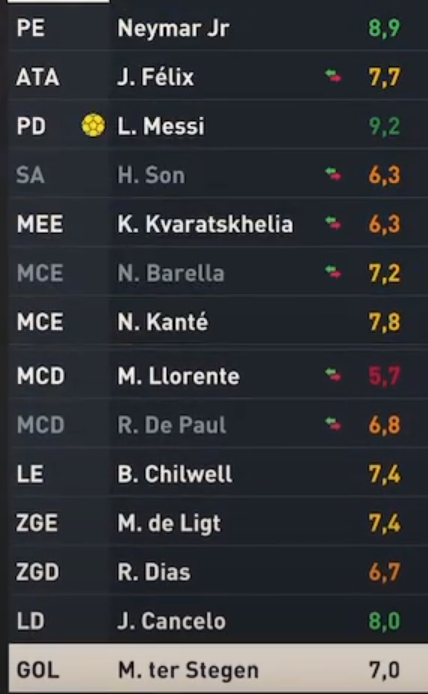 PE Neymar Jr 8,9
ATA J. Félix 7,7
PD L. Messi 9,2
SA H. Son 6,3
MEE K. Kvaratskhelia 6,3
MCE N. Barella 7,2
MCE N. Kanté 7,8
MCD M. Llorente 5,7
MCD R. De Paul 6,8
LE B. Chilwell 7,4
ZGE M. de Ligt 7,4
ZGD R. Dias 6,7
LD J. Cancelo 8,0
GOL M. ter Stegen 7,0